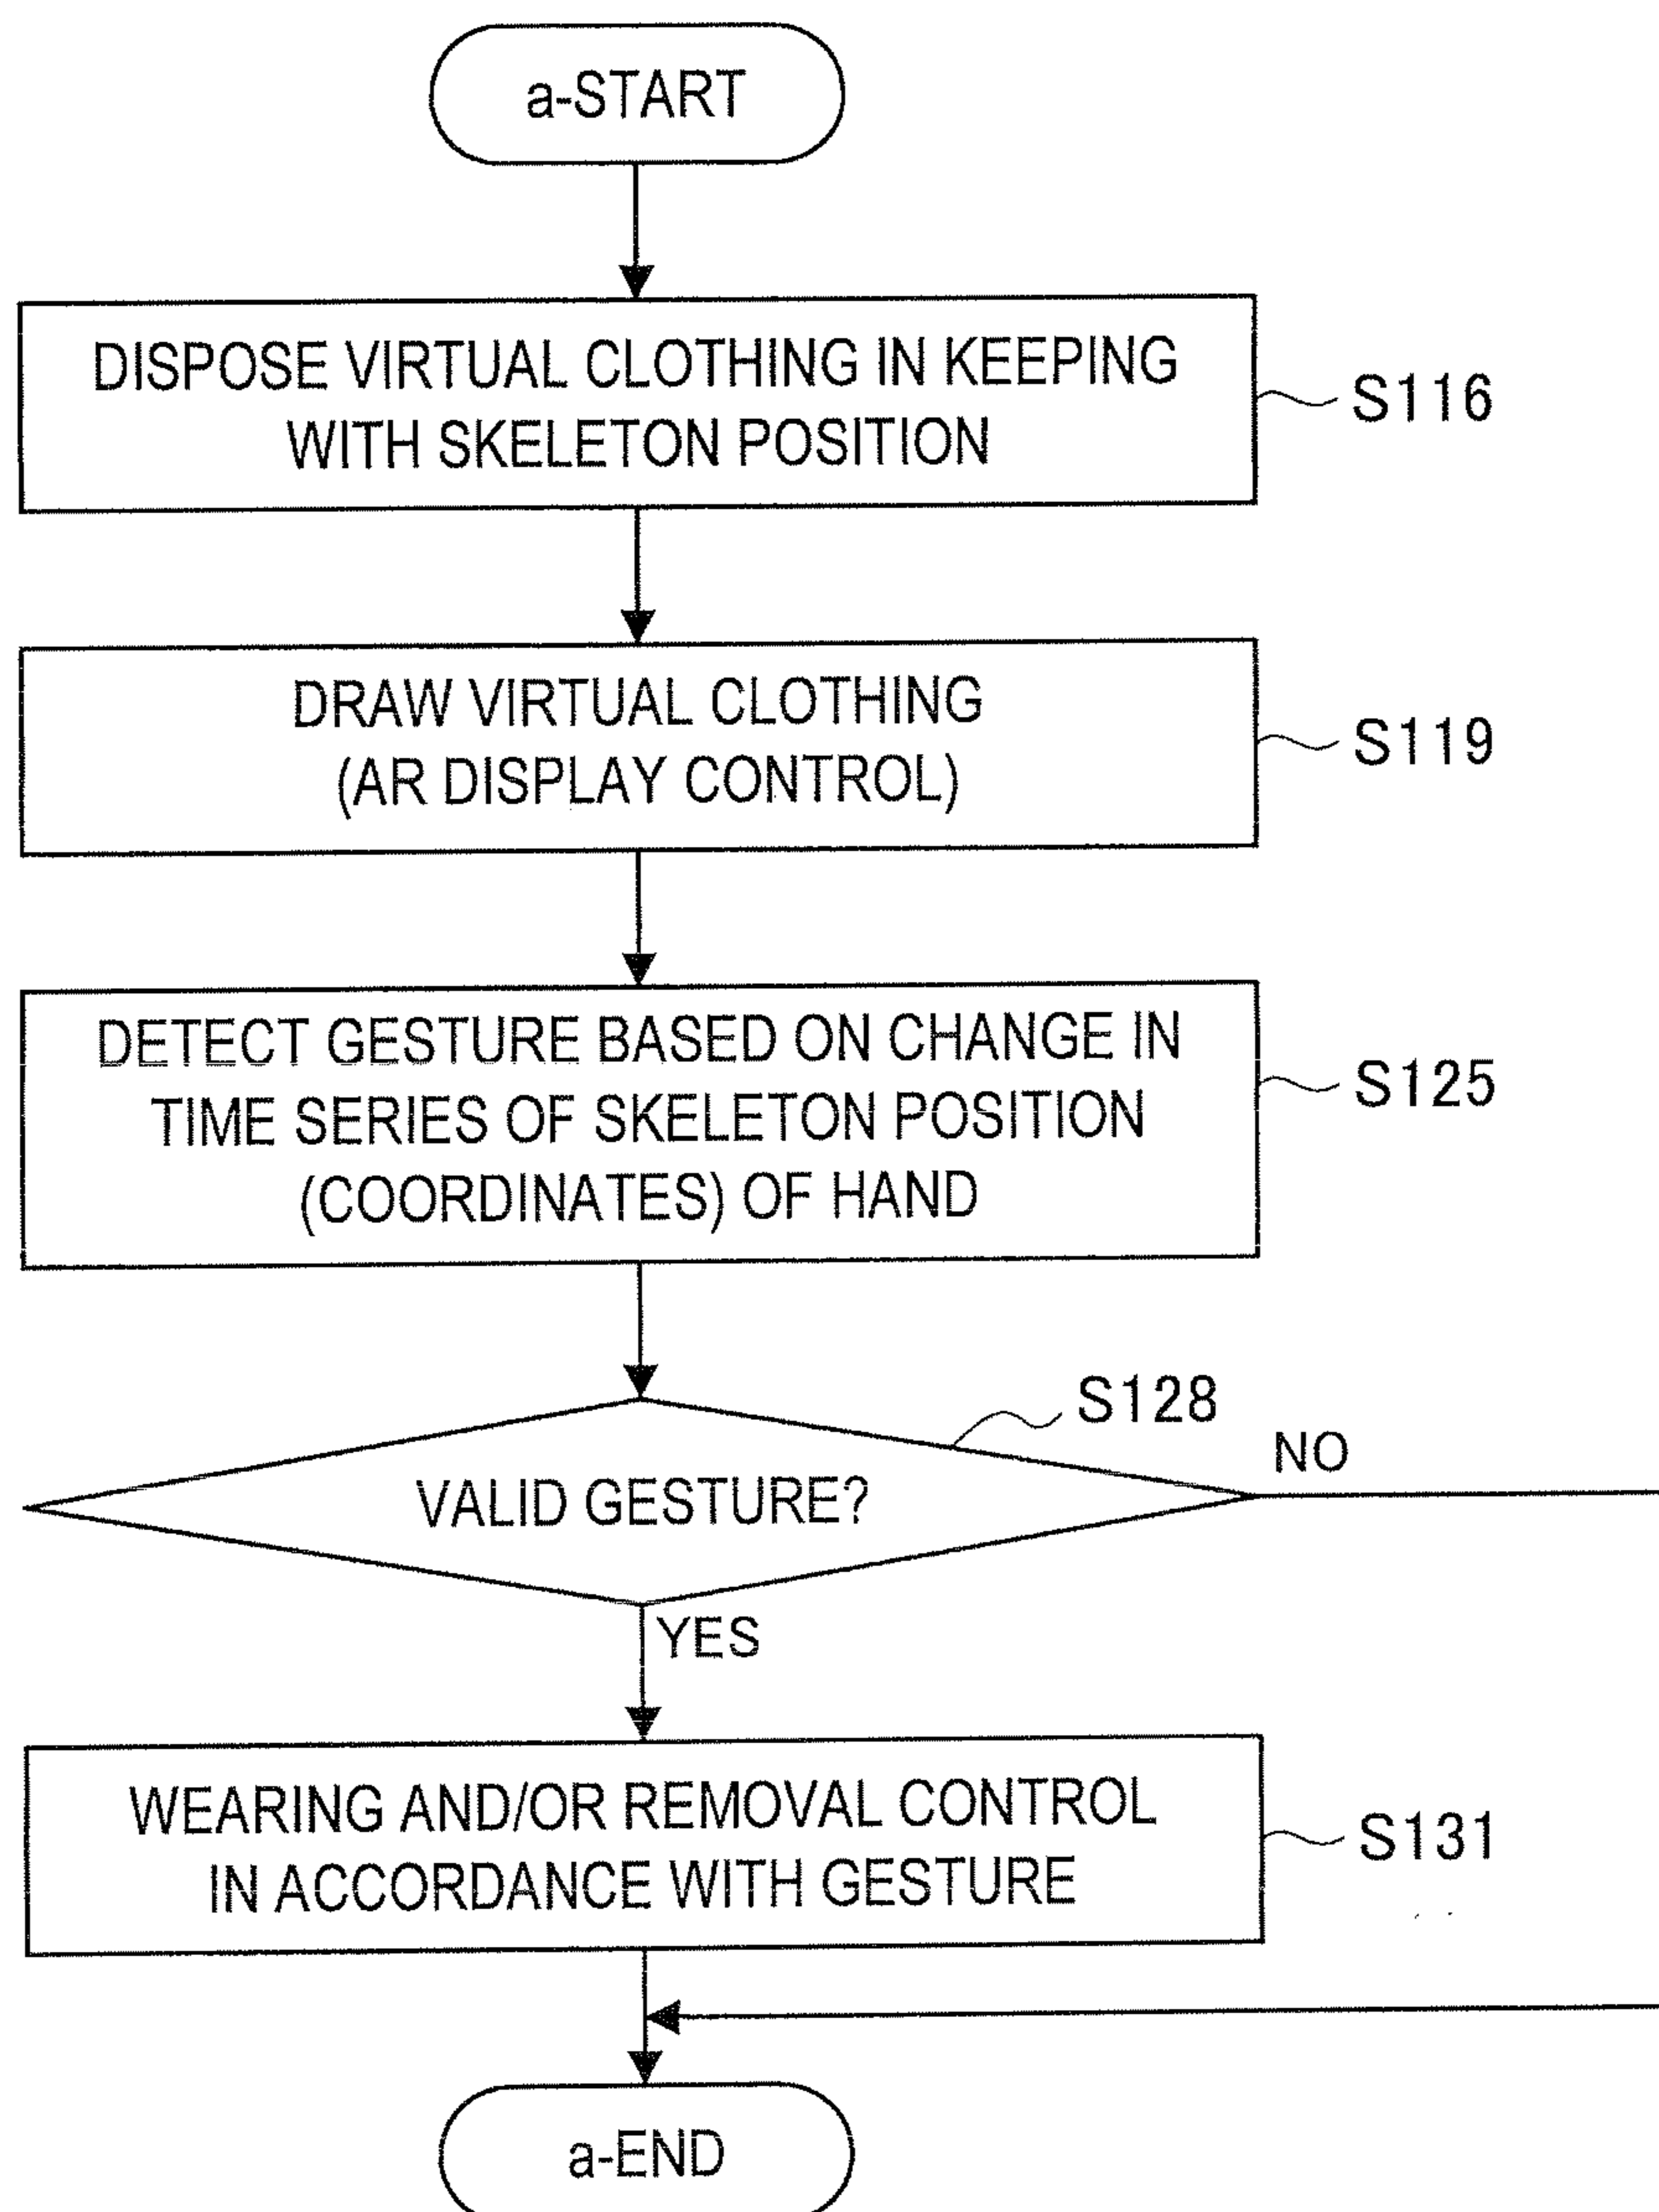 a-START
DISPOSE VIRTUAL CLOTHING IN KEEPING
WITH SKELETON POSITION
S116
DRAW VIRTUAL CLOTHING
(AR DISPLAY CONTROL)
S119
DETECT GESTURE BASED ON CHANGE IN
TIME SERIES OF SKELETON POSITION
(COORDINATES) OF HAND
S125
S128
NO
VALID GESTURE?
YES
WEARING AND/OR REMOVAL CONTROL
IN ACCORDANCE WITH GESTURE
S131
a-END